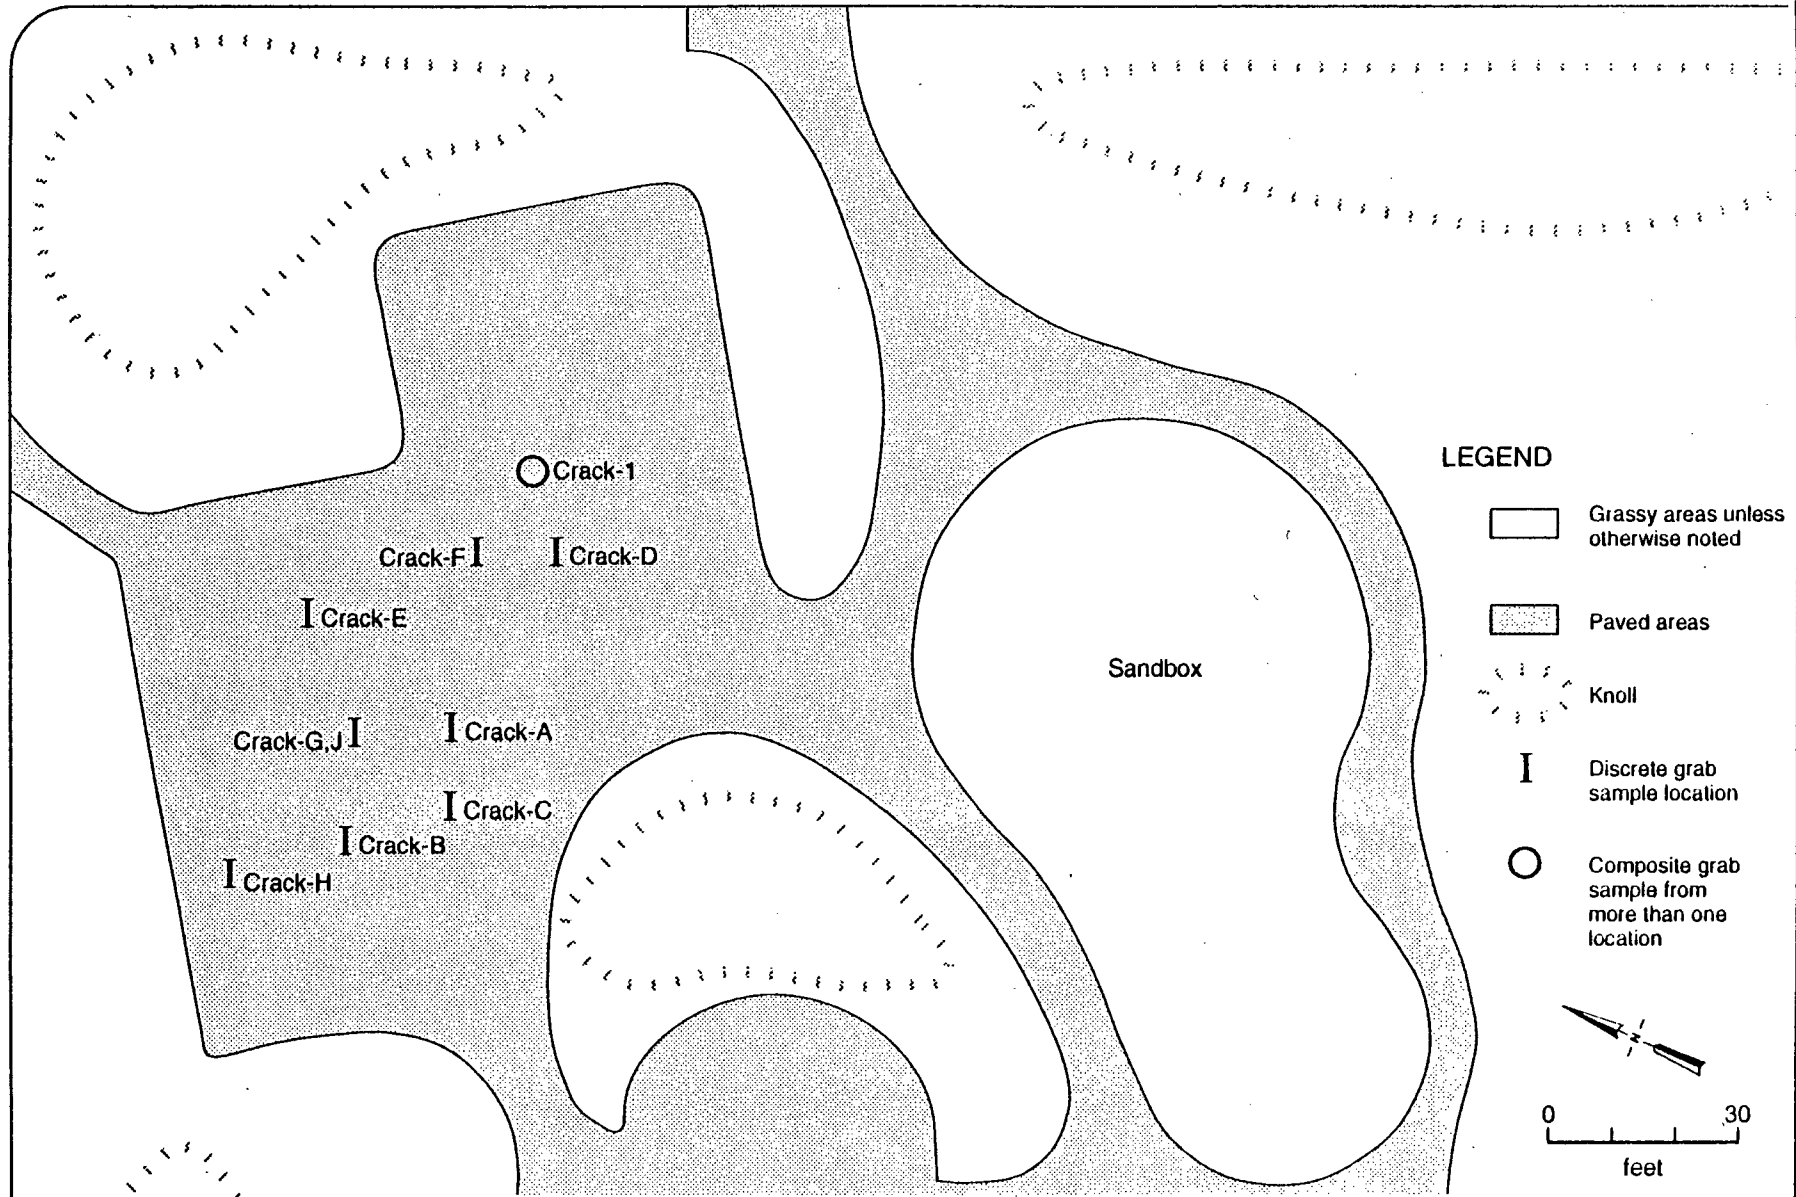 Crack-1
Crack-F
Crack-D
Crack-E
Crack-G,J
Crack-A
Crack-C
Crack-B
Crack-H
Sandbox
LEGEND
Grassy areas unless
otherwise noted
Paved areas
Knoll
Discrete grab
sample location
Composite grab
sample from
more than one
location
N
0 30
feet